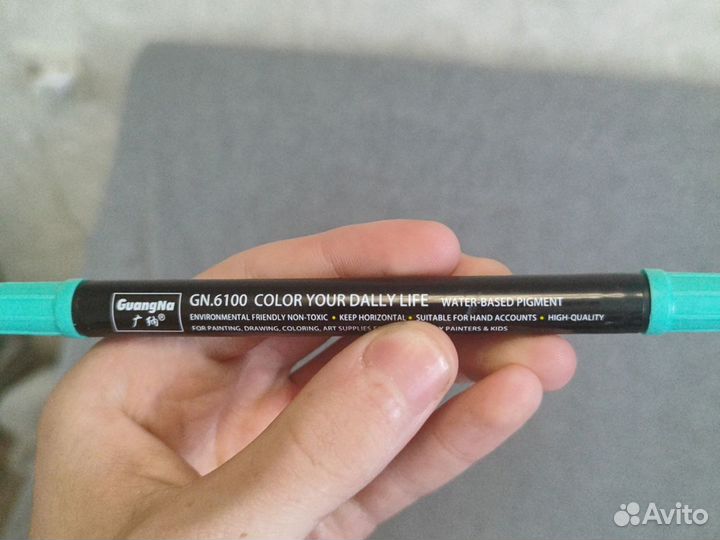 GuangNa
广纳®
GN.6100 COLOR YOUR DALLY LIFE WATER-BASED PIGMENT
ENVIRONMENTAL FRIENDLY NON-TOXIC • KEEP HORIZONTAL • SUITABLE FOR HAND ACCOUNTS • HIGH-QUALITY
FOR PAINTING, DRAWING, COLORING, ART SUPPLIES PAINTERS & KIDS
Avito